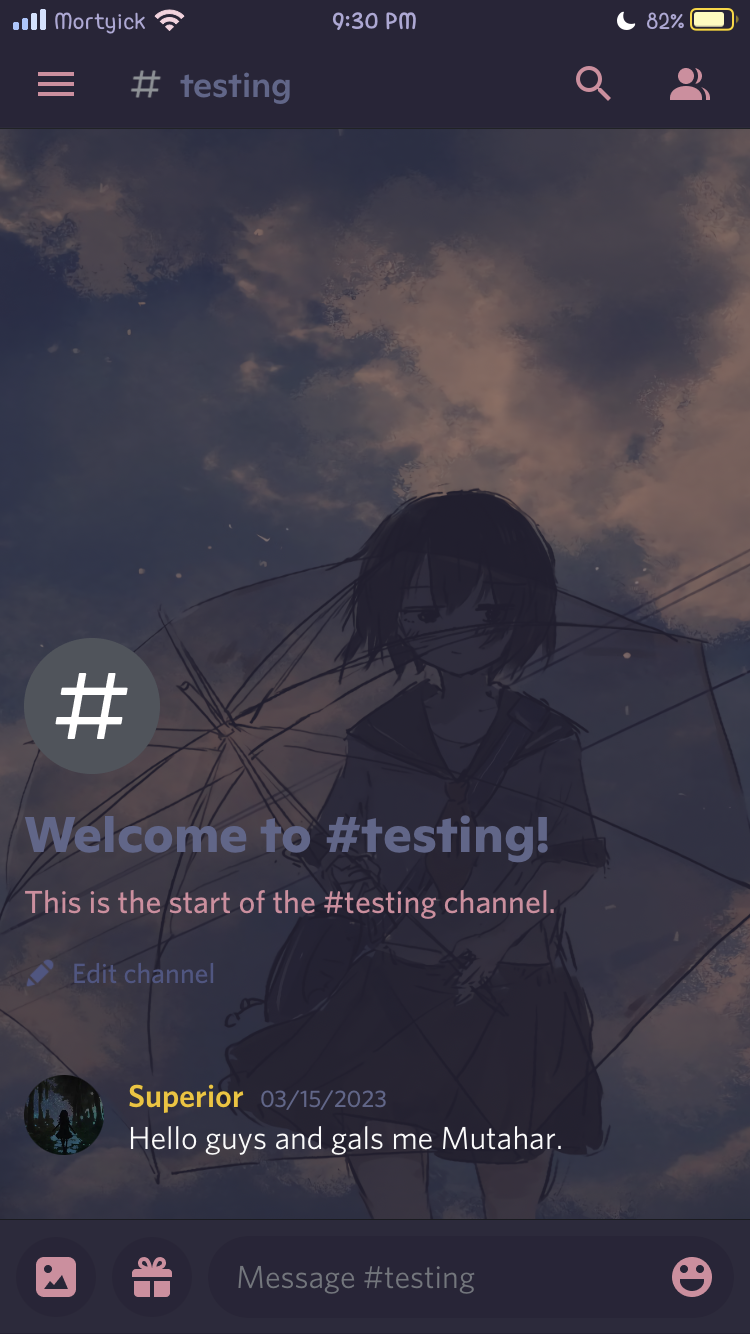 Mortyick 9:30 PM 82%
# testing
#
Welcome to #testing!
This is the start of the #testing channel.
Edit channel
Superior 03/15/2023
Hello guys and gals me Mutahar.
Message #testing